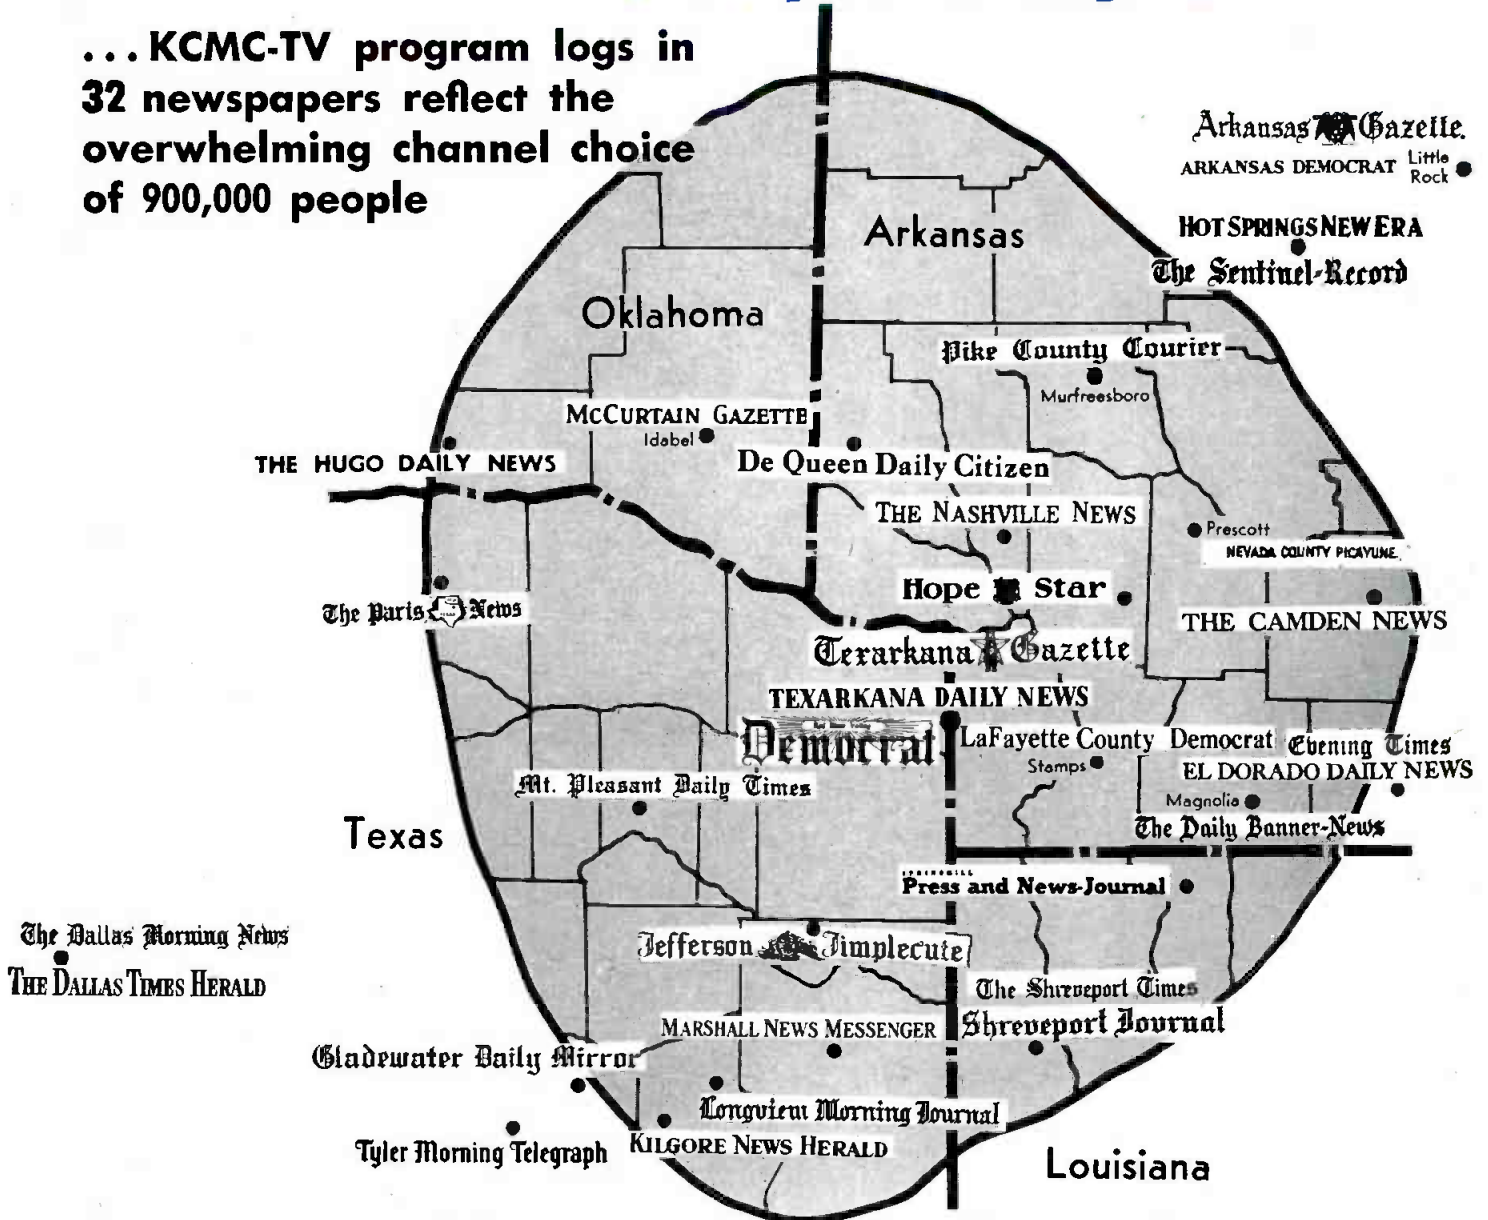 ...KCMC-TV program logs in
32 newspapers reflect the
overwhelming channel choice
of 900,000 people
Arkansas Gazette.
ARKANSAS DEMOCRAT Little
Rock
HOT SPRINGS NEW ERA
The Sentinel-Record
Arkansas
Oklahoma
Pike County Courier
Murfreesboro
McCURTAIN GAZETTE
Idabel
THE HUGO DAILY NEWS
De Queen Daily Citizen
THE NASHVILLE NEWS
Prescott
NEVADA COUNTY PICAYUNE
Hope Star
The Paris News
THE CAMDEN NEWS
Texarkana Gazette
TEXARKANA DAILY NEWS
Democrat
LaFayette County Democrat
Stamps
Evening Times
EL DORADO DAILY NEWS
Mt. Pleasant Daily Times
Magnolia
The Daily Banner-News
Texas
SPRINGHILL
Press and News-Journal
The Dallas Morning News
THE DALLAS TIMES HERALD
Jefferson Jimplecute
The Shreveport Times
Shreveport Journal
MARSHALL NEWS MESSENGER
Gladewater Daily Mirror
Longview Morning Journal
KILGORE NEWS HERALD
Tyler Morning Telegraph
Louisiana